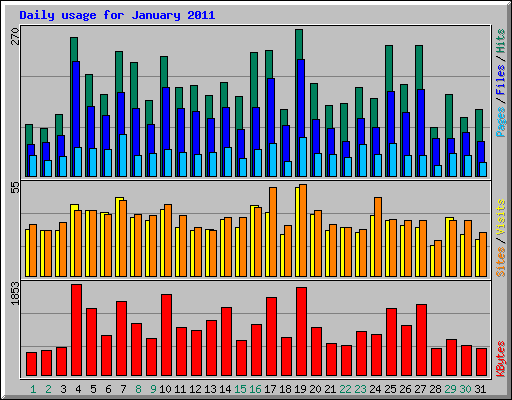 Daily usage for January 2011
270
Pages / Files / Hits
55
Sites / Visits
1853
KBytes
1 2 3 4 5 6 7 8 9 10 11 12 13 14 15 16 17 18 19 20 21 22 23 24 25 26 27 28 29 30 31